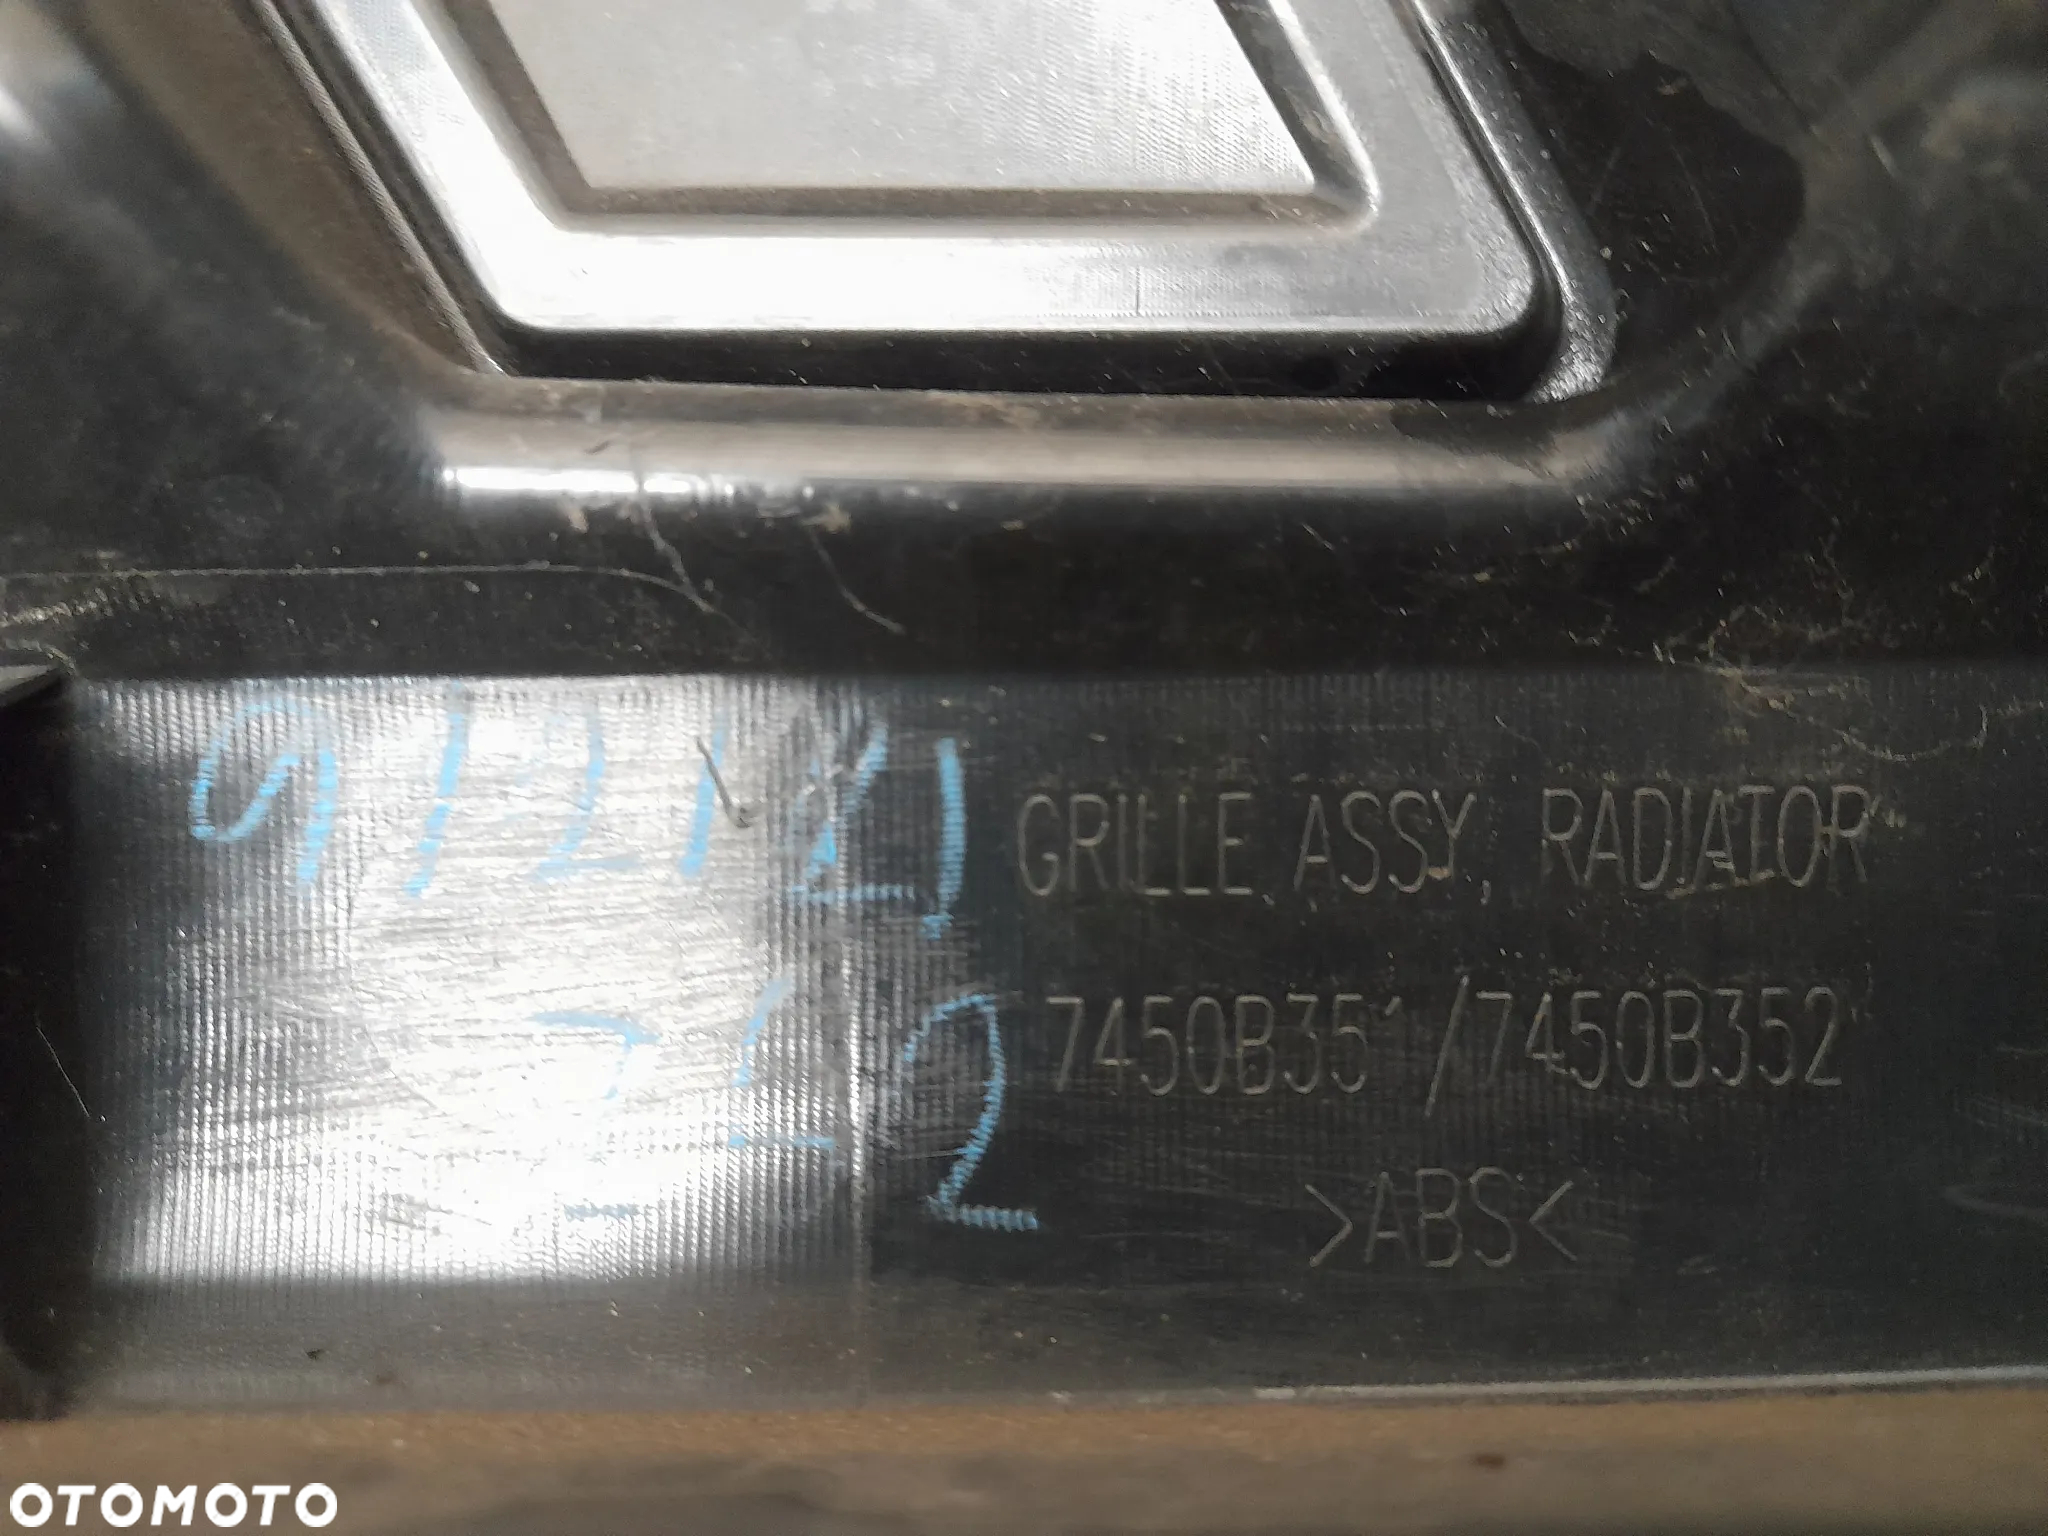 GRILLE ASSY, RADIATOR
7450B351 / 7450B352
>ABS<
OTOMOTO